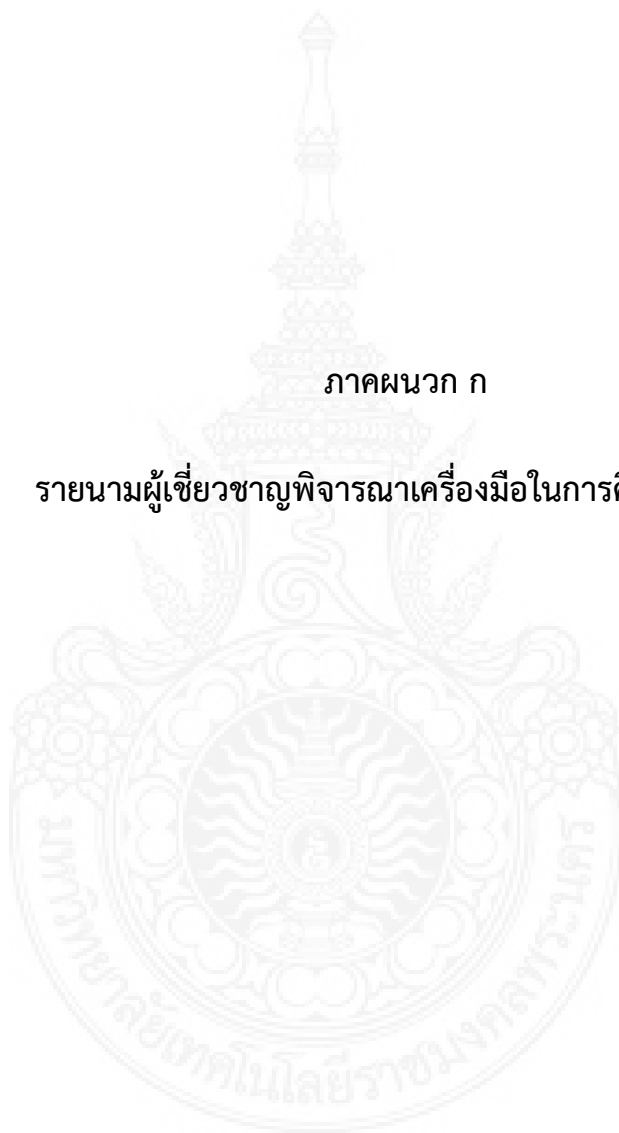 ภาคผนวก ก
รายนามผู้เชี่ยวชาญพิจารณาเครื่องมือในการ
มหาวิทยาลัยเทคโนโลยีราชมงคลพระนคร